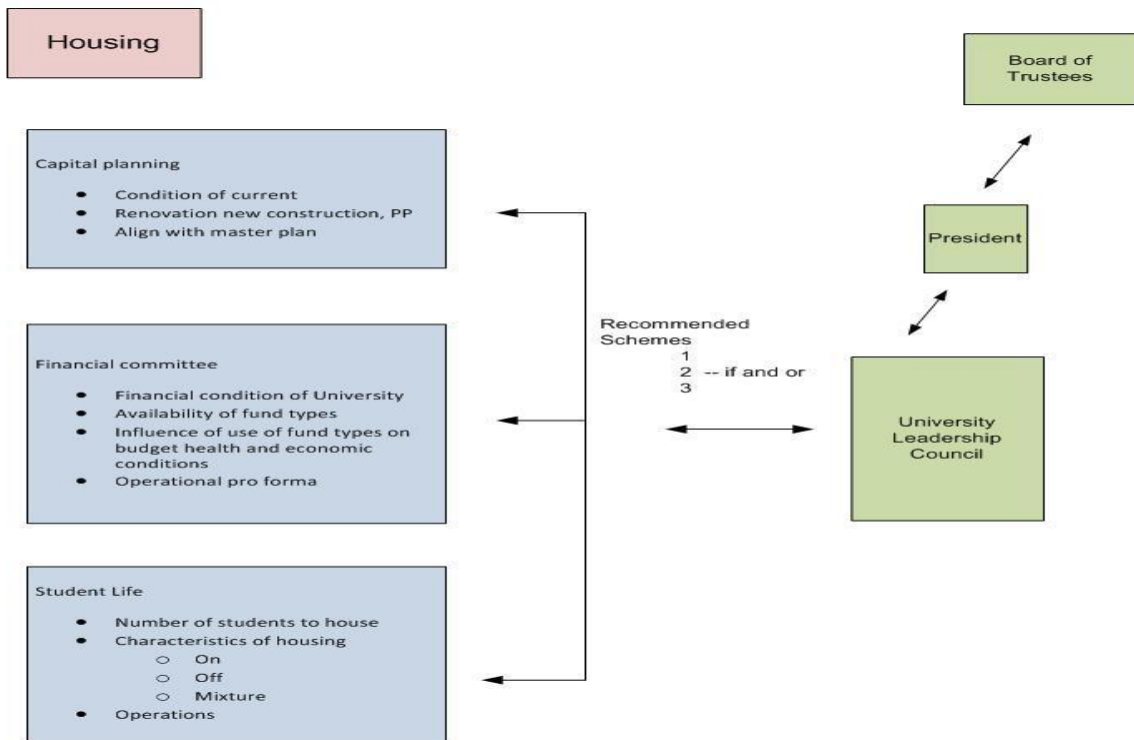 Housing
Board of
Trustees
Capital planning
● Condition of current
● Renovation new construction, PP
● Align with master plan
President
Financial committee
● Financial condition of University
● Availability of fund types
● Influence of use of fund types on
budget health and economic
conditions
● Operational pro forma
Recommended
Schemes
1
2 -- if and or
3
University
Leadership
Council
Student Life
● Number of students to house
● Characteristics of housing
○ On
○ Off
○ Mixture
● Operations